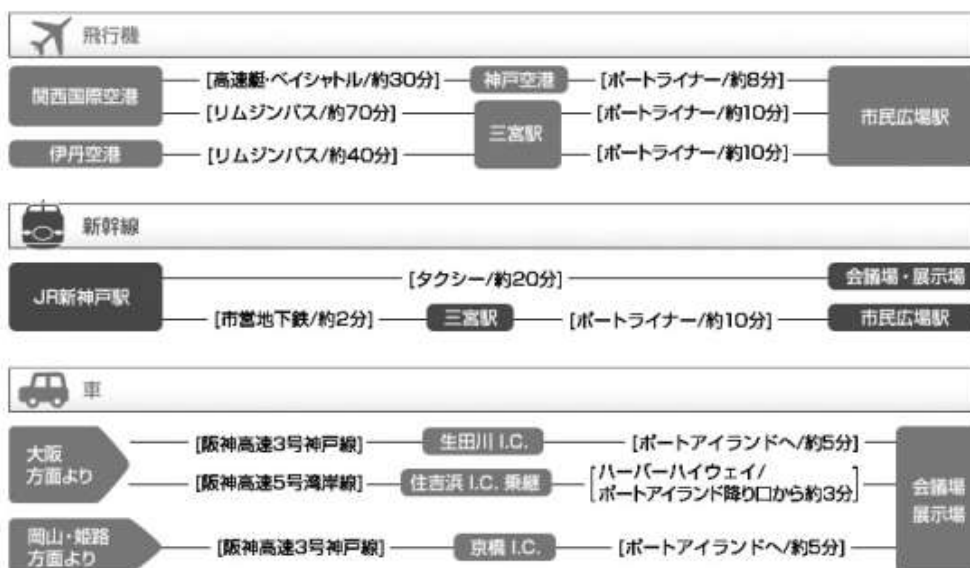 飛行機
関西国際空港 [高速艇・ベイシャトル/約30分] 神戸空港 [ポートライナー/約8分] 市民広場駅
[リムジンバス/約70分] 三宮駅 [ポートライナー/約10分]
伊丹空港 [リムジンバス/約40分] [ポートライナー/約10分]
新幹線
JR新神戸駅 [タクシー/約20分] 会議場・展示場
[市営地下鉄/約2分] 三宮駅 [ポートライナー/約10分] 市民広場駅
車
大阪
方面より
[阪神高速3号神戸線] 生田川 I.C. [ポートアイランドへ/約5分]
[阪神高速5号湾岸線] 住吉浜 I.C. 乗継 [ハーバーハイウェイ/
ポートアイランド降り口から約3分]
会議場
展示場
岡山・姫路
方面より
[阪神高速3号神戸線] 京橋 I.C. [ポートアイランドへ/約5分]